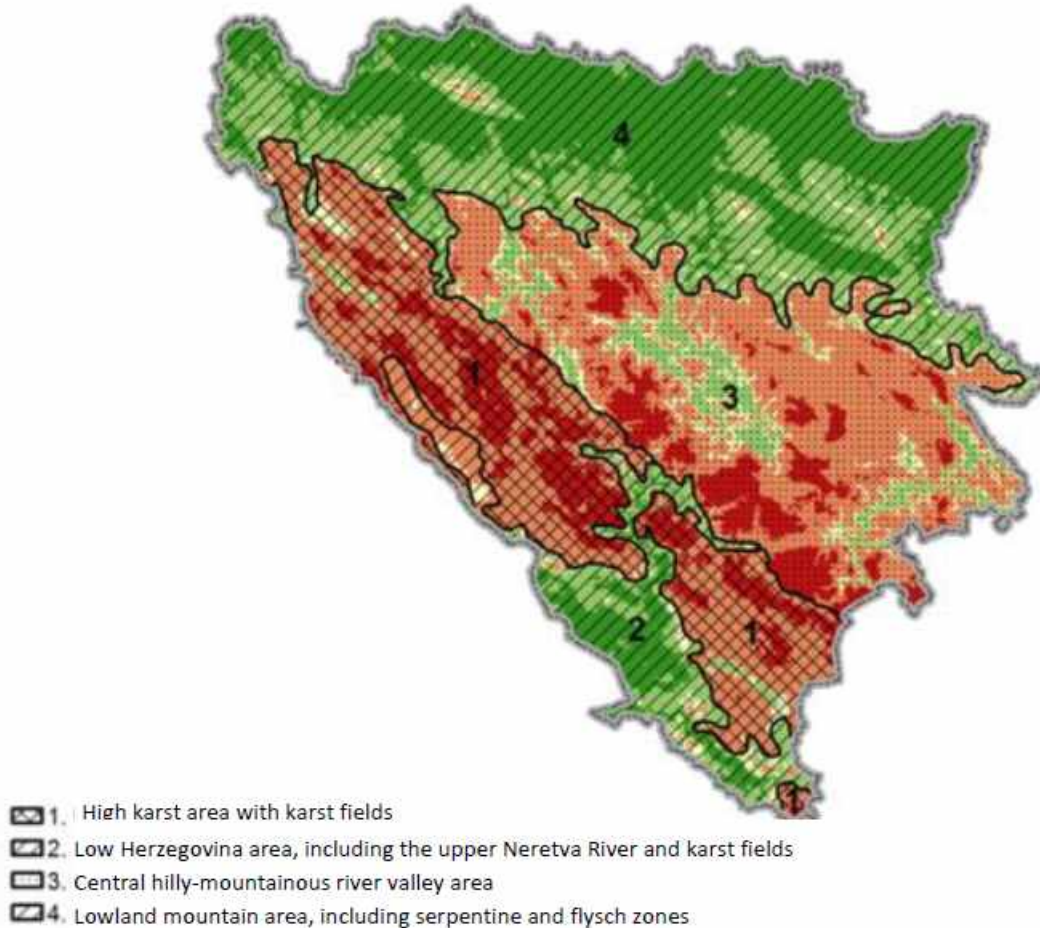 4
1
3
2
1
1
1. High karst area with karst fields
2. Low Herzegovina area, including the upper Neretva River and karst fields
3. Central hilly-mountainous river valley area
4. Lowland mountain area, including serpentine and flysch zones